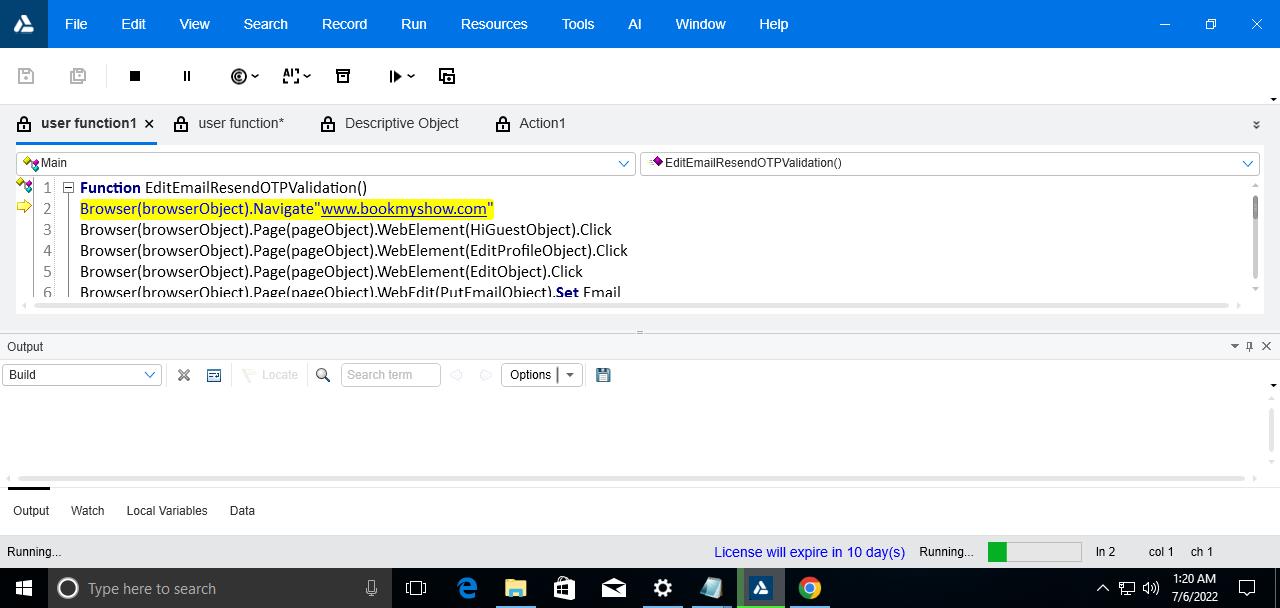 File Edit View Search Record Run Resources Tools AI Window Help
user function1 user function* Descriptive Object Action1
Main EditEmailResendOTPValidation()
1 Function EditEmailResendOTPValidation()
2 Browser(browserObject).Navigate"www.bookmyshow.com"
3 Browser(browserObject).Page(pageObject).WebElement(HiGuestObject).Click
4 Browser(browserObject).Page(pageObject).WebElement(EditProfileObject).Click
5 Browser(browserObject).Page(pageObject).WebElement(EditObject).Click
6 Browser(browserObject).Page(pageObject).WebEdit(PutEmailObject).Set Email
Output
Build Locate Search term Options
Output Watch Local Variables Data
Running... License will expire in 10 day(s) Running... ln 2 col 1 ch 1
Type here to search 1:20 AM
7/6/2022